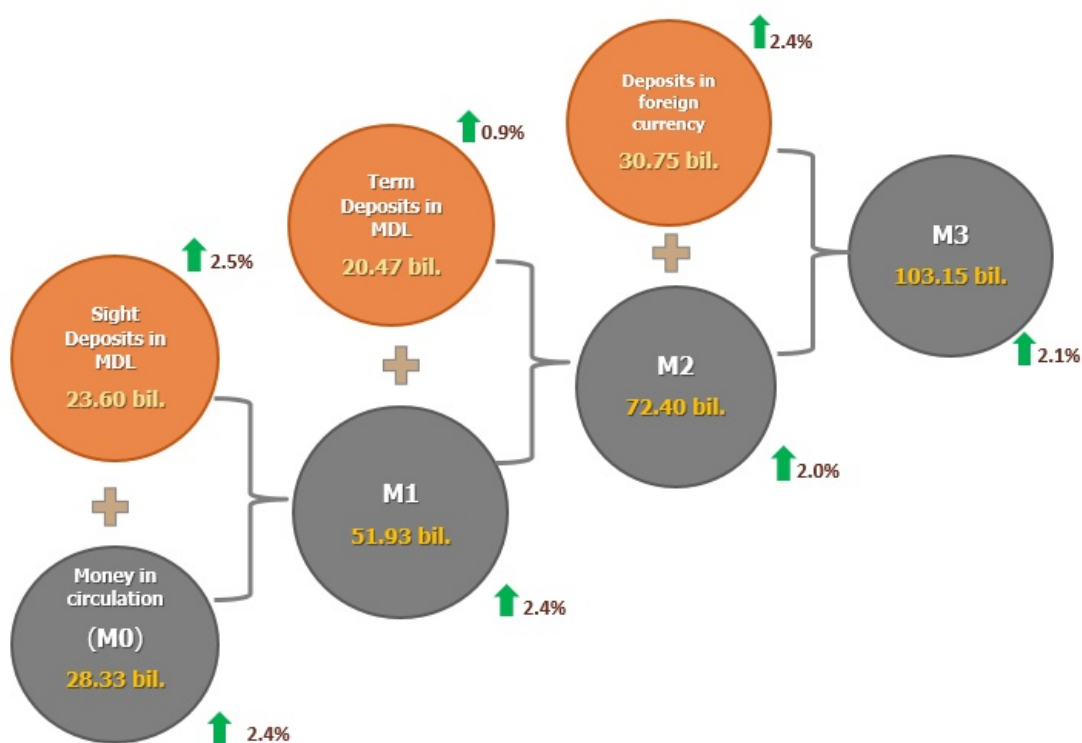 Sight
Deposits in
MDL
23.60 bil.
2.5%
Money in
circulation
(M0)
28.33 bil.
2.4%
Term
Deposits in
MDL
20.47 bil.
0.9%
M1
51.93 bil.
2.4%
Deposits in
foreign
currency
30.75 bil.
2.4%
M2
72.40 bil.
2.0%
M3
103.15 bil.
2.1%